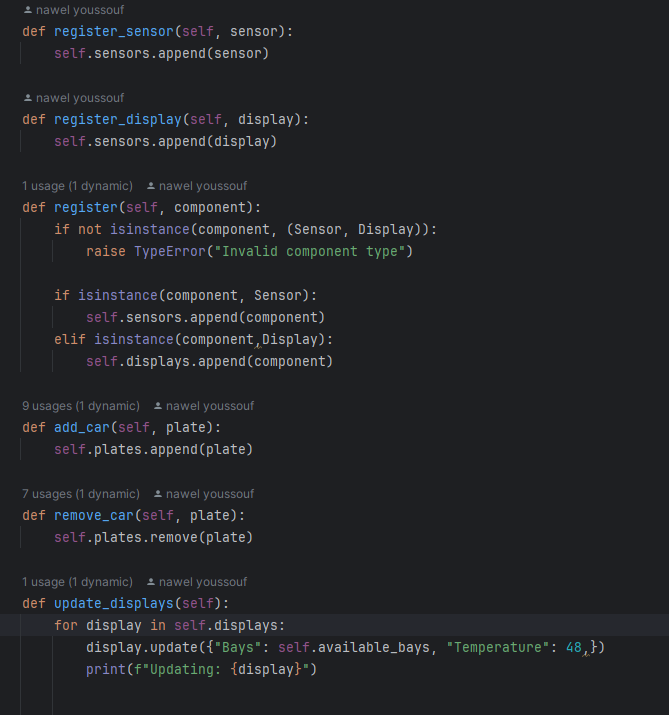 nawel youssouf
def register_sensor(self, sensor):
    self.sensors.append(sensor)
nawel youssouf
def register_display(self, display):
    self.sensors.append(display)
1 usage (1 dynamic) nawel youssouf
def register(self, component):
    if not isinstance(component, (Sensor, Display)):
        raise TypeError("Invalid component type")
    if isinstance(component, Sensor):
        self.sensors.append(component)
    elif isinstance(component,Display):
        self.displays.append(component)
9 usages (1 dynamic) nawel youssouf
def add_car(self, plate):
    self.plates.append(plate)
7 usages (1 dynamic) nawel youssouf
def remove_car(self, plate):
    self.plates.remove(plate)
1 usage (1 dynamic) nawel youssouf
def update_displays(self):
    for display in self.displays:
        display.update({"Bays": self.available_bays, "Temperature": 48,})
        print(f"Updating: {display}")